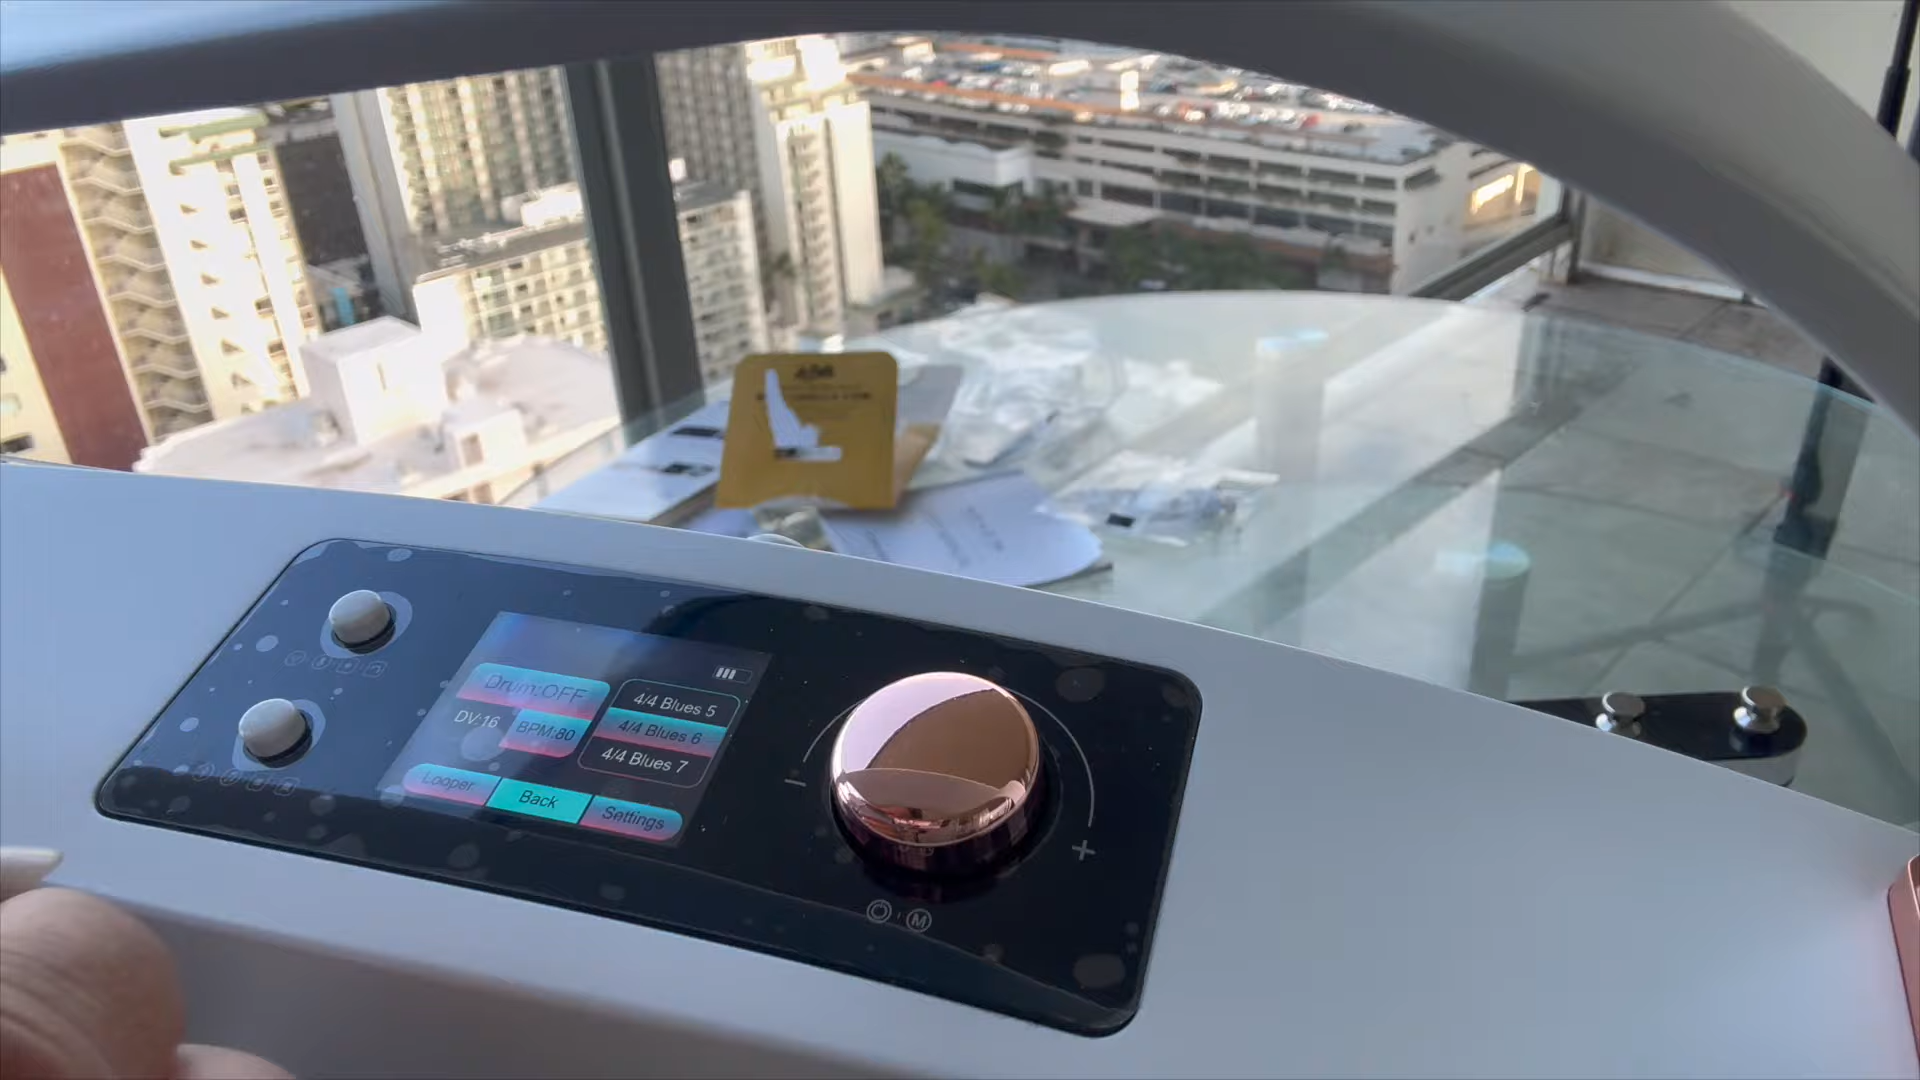 Drum:OFF
DV:16
BPM:80
4/4 Blues 5
4/4 Blues 6
4/4 Blues 7
Looper
Back
Settings
−
+
M